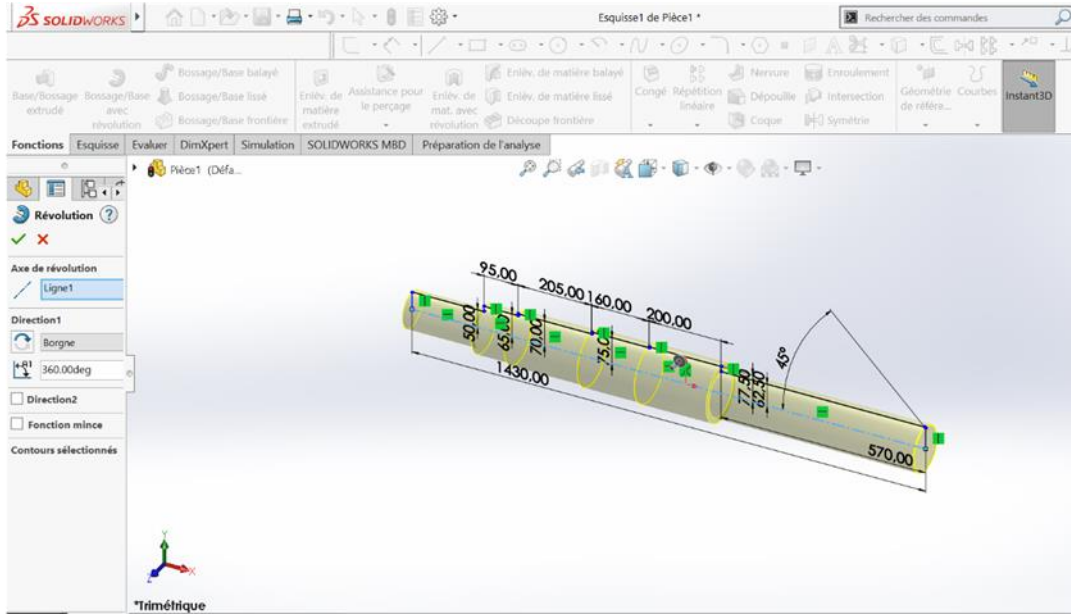 SOLIDWORKS
Esquisse1 de Pièce1 *
Rechercher des commandes
Base/Bossage extrudé
Bossage/Base avec révolution
Bossage/Base balayé
Bossage/Base lissé
Bossage/Base frontière
Enlèv. de matière extrudé
Assistance pour le perçage
Enlèv. de mat. avec révolution
Enlèv. de matière balayé
Enlèv. de matière lissé
Découpe frontière
Congé
Répétition linéaire
Nervure
Dépouille
Coque
Enroulement
Intersection
Symétrie
Géométrie de référe...
Courbes
Instant3D
Fonctions Esquisse Evaluer DimXpert Simulation SOLIDWORKS MBD Préparation de l'analyse
Pièce1 (Défa...
Révolution
Axe de révolution
Ligne1
Direction1
Borgne
360.00deg
Direction2
Fonction mince
Contours sélectionnés
95,00
205,00
160,00
200,00
50,00
65,00
70,00
75,0
77,50
62,50
45°
1430,00
570,00
Y
X
Z
*Trimétrique